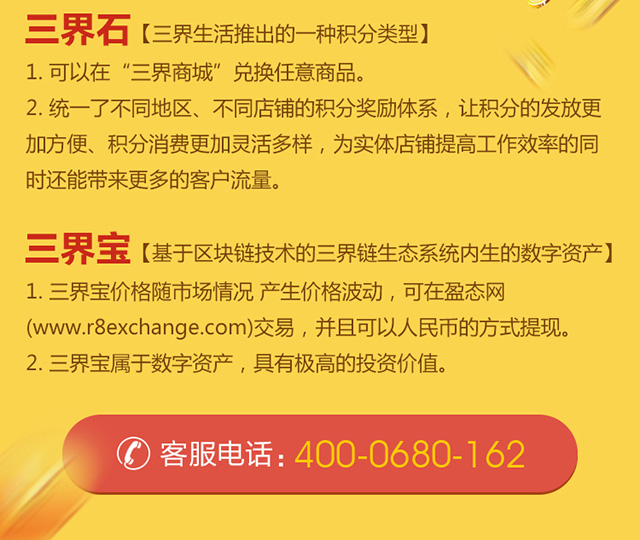 三界石【三界生活推出的一种积分类型】
1. 可以在“三界商城”兑换任意商品。
2. 统一了不同地区、不同店铺的积分奖励体系，让积分的发放更
加方便、积分消费更加灵活多样，为实体店铺提高工作效率的同
时还能带来更多的客户流量。
三界宝【基于区块链技术的三界链生态系统内生的数字资产】
1. 三界宝价格随市场情况 产生价格波动，可在盈态网
(www.r8exchange.com)交易，并且可以人民币的方式提现。
2. 三界宝属于数字资产，具有极高的投资价值。
客服电话：400-0680-162